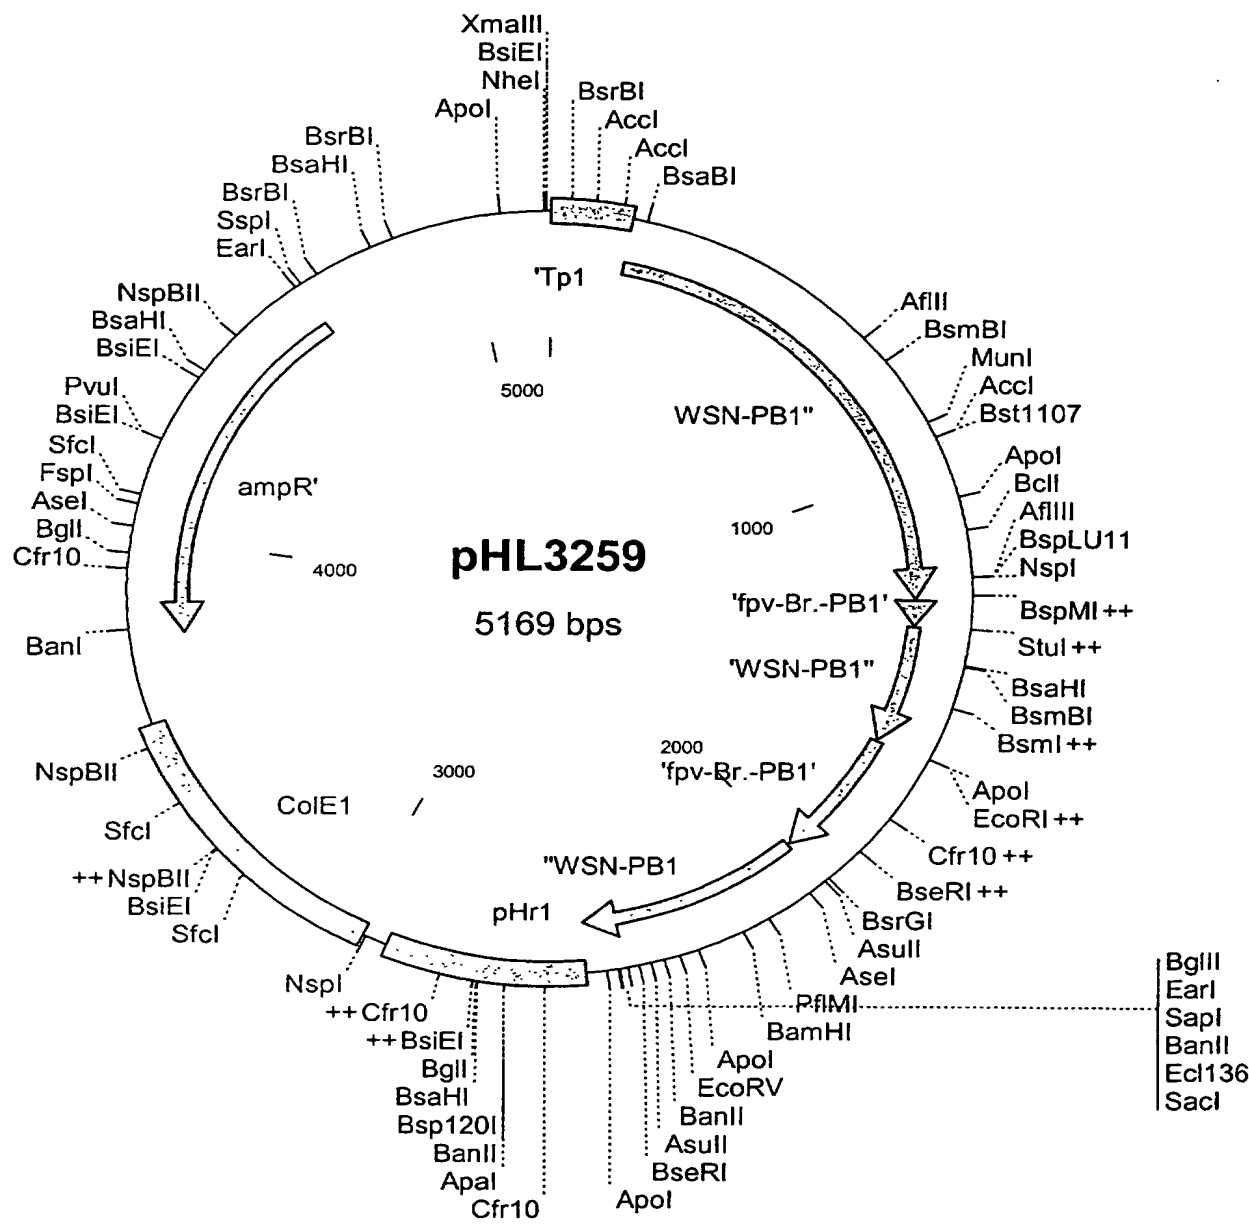 XmaIII
BsiEI
NheI
ApoI
BsrBI
AccI
AccI
BsaBI
BsrBI
BsaHI
BsrBI
SspI
EarI
NspBII
BsaHI
BsiEI
PvuI
BsiEI
SfcI
FspI
AseI
BglI
Cfr10
BanI
'Tp1
AflII
BsmBI
MunI
AccI
Bst1107
ApoI
BclI
AflIII
BspLU11
NspI
BspMI ++
StuI ++
BsaHI
BsmBI
BsmI ++
ApoI
EcoRI ++
Cfr10 ++
BseRI ++
BsrGI
AsuII
AseI
PflMI
BamHI
5000
WSN-PB1"
ampR'
1000
4000
pHL3259
5169 bps
'fpv-Br.-PB1'
'WSN-PB1"
2000
'fpv-Br.-PB1'
3000
ColE1
"WSN-PB1
pHr1
NspBII
SfcI
++ NspBII
BsiEI
SfcI
NspI
++ Cfr10
++ BsiEI
BglI
BsaHI
Bsp120I
BanII
ApaI
Cfr10
ApoI
EcoRV
BanII
AsuII
BseRI
ApoI
BglII
EarI
SapI
BanII
Ecl136
SacI